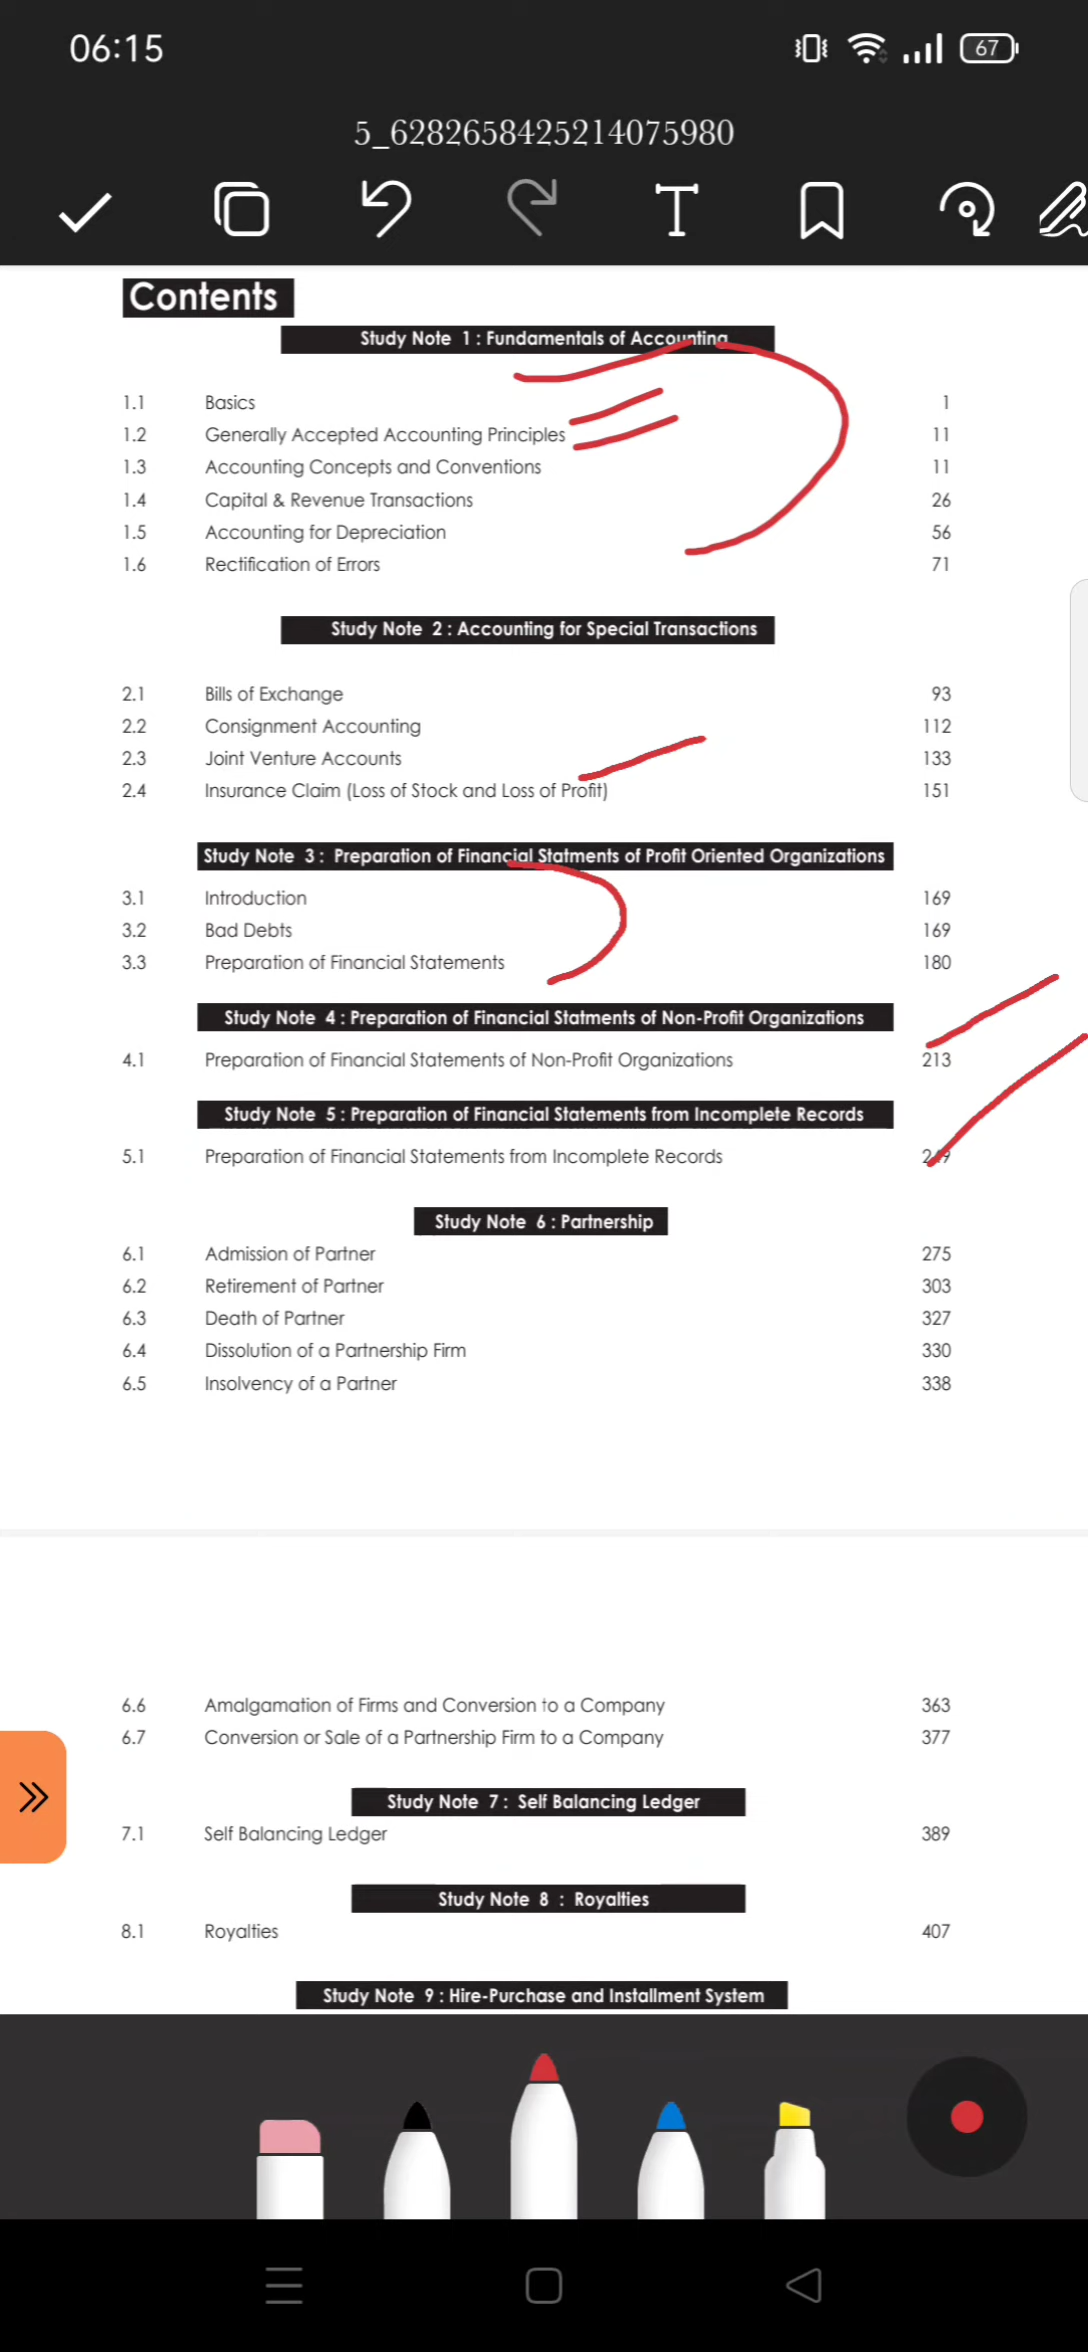 06:15
67
5_6282658425214075980
T
Contents
Study Note 1 : Fundamentals of Accounting
1.1 Basics 1
1.2 Generally Accepted Accounting Principles 11
1.3 Accounting Concepts and Conventions 11
1.4 Capital & Revenue Transactions 26
1.5 Accounting for Depreciation 56
1.6 Rectification of Errors 71
Study Note 2 : Accounting for Special Transactions
2.1 Bills of Exchange 93
2.2 Consignment Accounting 112
2.3 Joint Venture Accounts 133
2.4 Insurance Claim (Loss of Stock and Loss of Profit) 151
Study Note 3 : Preparation of Financial Statments of Profit Oriented Organizations
3.1 Introduction 169
3.2 Bad Debts 169
3.3 Preparation of Financial Statements 180
Study Note 4 : Preparation of Financial Statments of Non-Profit Organizations
4.1 Preparation of Financial Statements of Non-Profit Organizations 213
Study Note 5 : Preparation of Financial Statements from Incomplete Records
5.1 Preparation of Financial Statements from Incomplete Records 249
Study Note 6 : Partnership
6.1 Admission of Partner 275
6.2 Retirement of Partner 303
6.3 Death of Partner 327
6.4 Dissolution of a Partnership Firm 330
6.5 Insolvency of a Partner 338
6.6 Amalgamation of Firms and Conversion to a Company 363
6.7 Conversion or Sale of a Partnership Firm to a Company 377
Study Note 7 : Self Balancing Ledger
7.1 Self Balancing Ledger 389
Study Note 8 : Royalties
8.1 Royalties 407
Study Note 9 : Hire-Purchase and Installment System